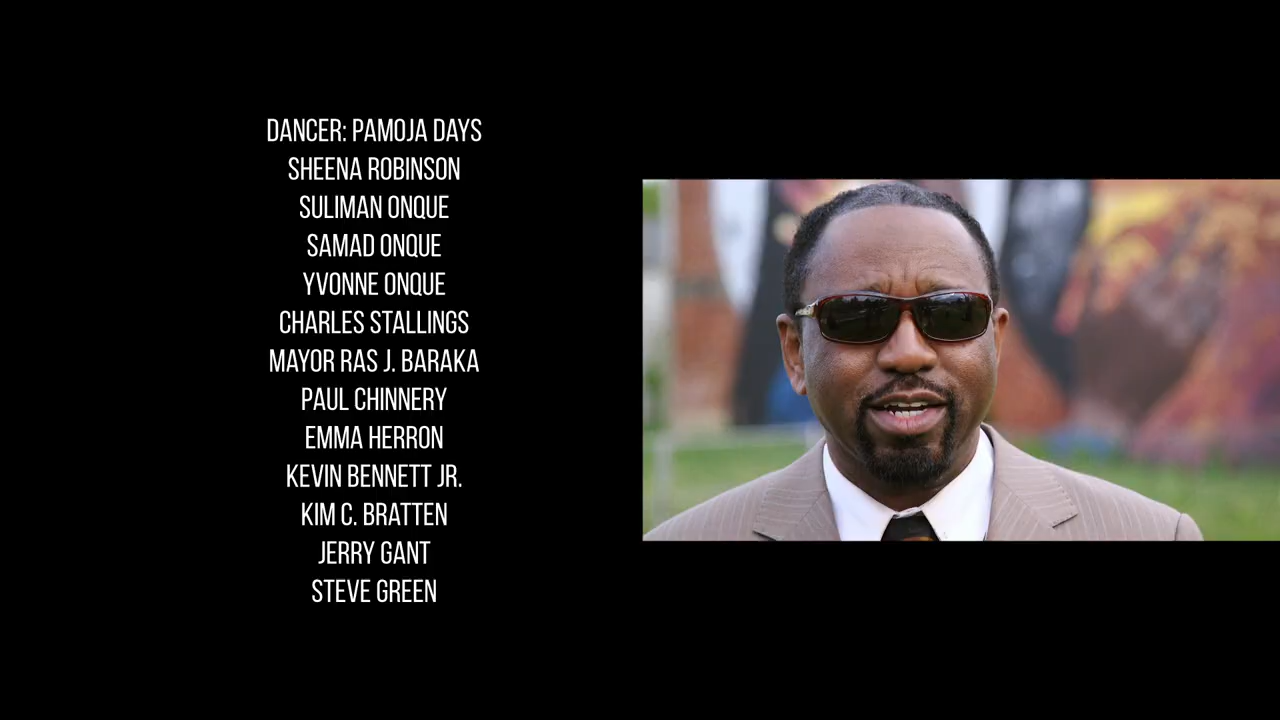 DANCER: PAMOJA DAYS
SHEENA ROBINSON
SULIMAN ONQUE
SAMAD ONQUE
YVONNE ONQUE
CHARLES STALLINGS
MAYOR RAS J. BARAKA
PAUL CHINNERY
EMMA HERRON
KEVIN BENNETT JR.
KIM C. BRATTEN
JERRY GANT
STEVE GREEN